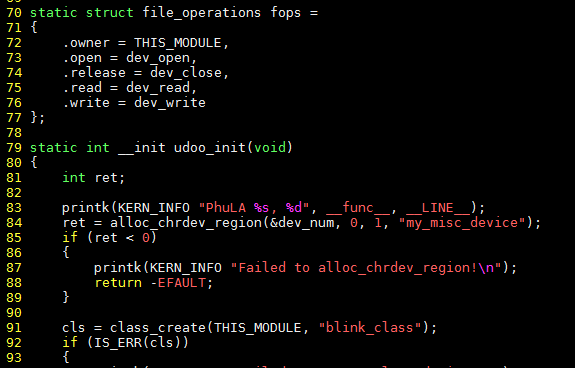 70 static struct file_operations fops =
71 {
72     .owner = THIS_MODULE,
73     .open = dev_open,
74     .release = dev_close,
75     .read = dev_read,
76     .write = dev_write
77 };
78
79 static int __init udoo_init(void)
80 {
81     int ret;
82
83     printk(KERN_INFO "PhuLA %s, %d", __func__, __LINE__);
84     ret = alloc_chrdev_region(&dev_num, 0, 1, "my_misc_device");
85     if (ret < 0)
86     {
87         printk(KERN_INFO "Failed to alloc_chrdev_region!\n");
88         return -EFAULT;
89     }
90
91     cls = class_create(THIS_MODULE, "blink_class");
92     if (IS_ERR(cls))
93     {